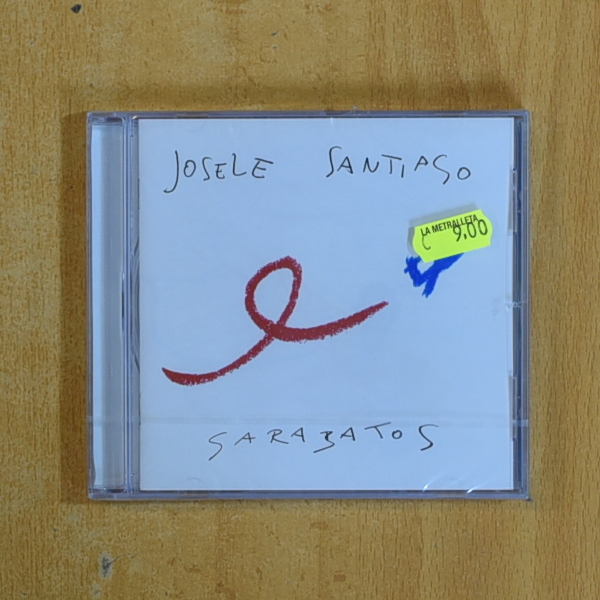 JOSELE SANTIAGO
LA METRALLETA
€ 9,00
SARABATOS